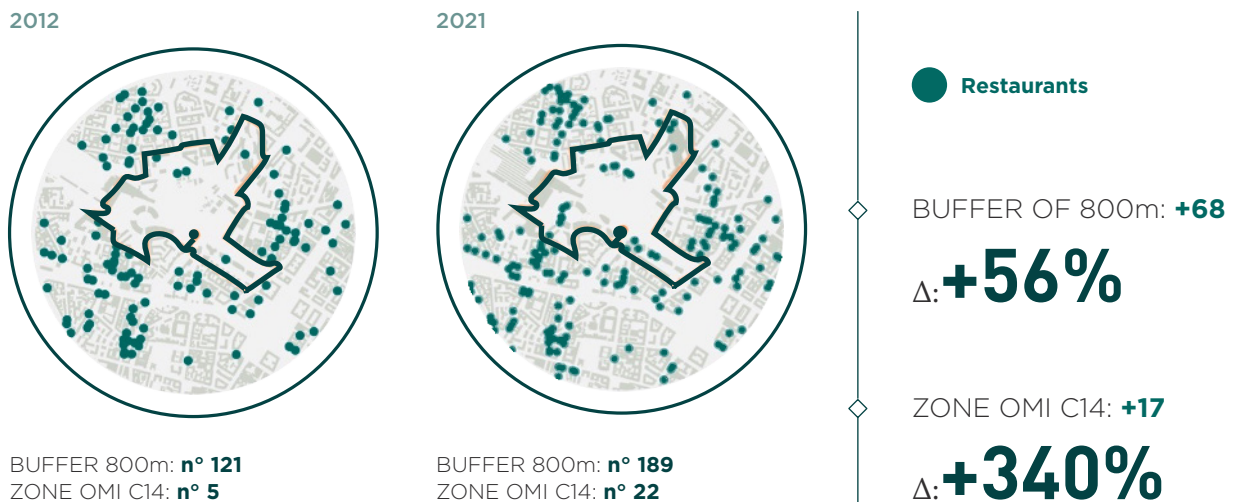 2012
BUFFER 800m: n° 121
ZONE OMI C14: n° 5
2021
BUFFER 800m: n° 189
ZONE OMI C14: n° 22
Restaurants
BUFFER OF 800m: +68
Δ:+56%
ZONE OMI C14: +17
Δ:+340%